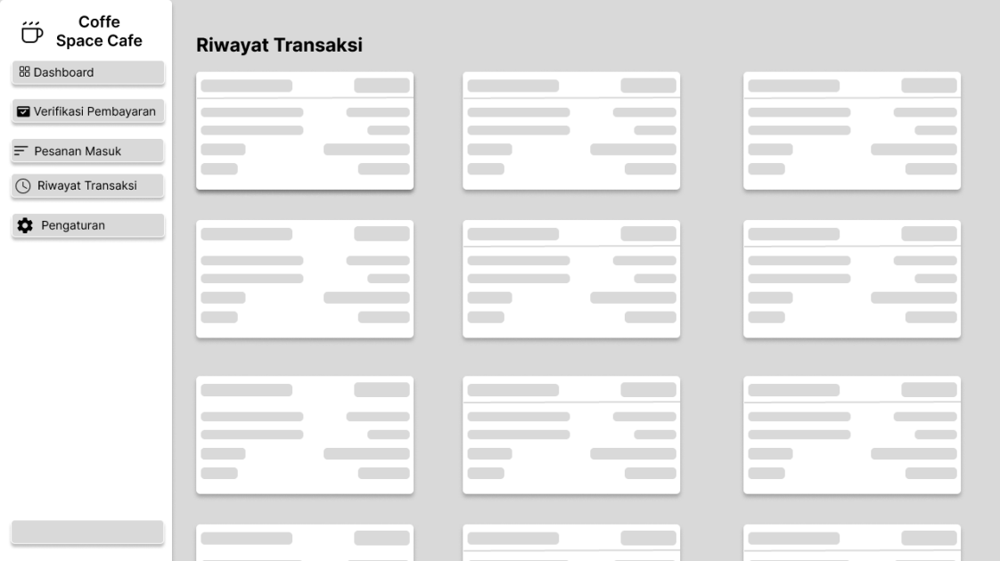 Coffe
Space Cafe
Dashboard
Verifikasi Pembayaran
Pesanan Masuk
Riwayat Transaksi
Pengaturan
Riwayat Transaksi